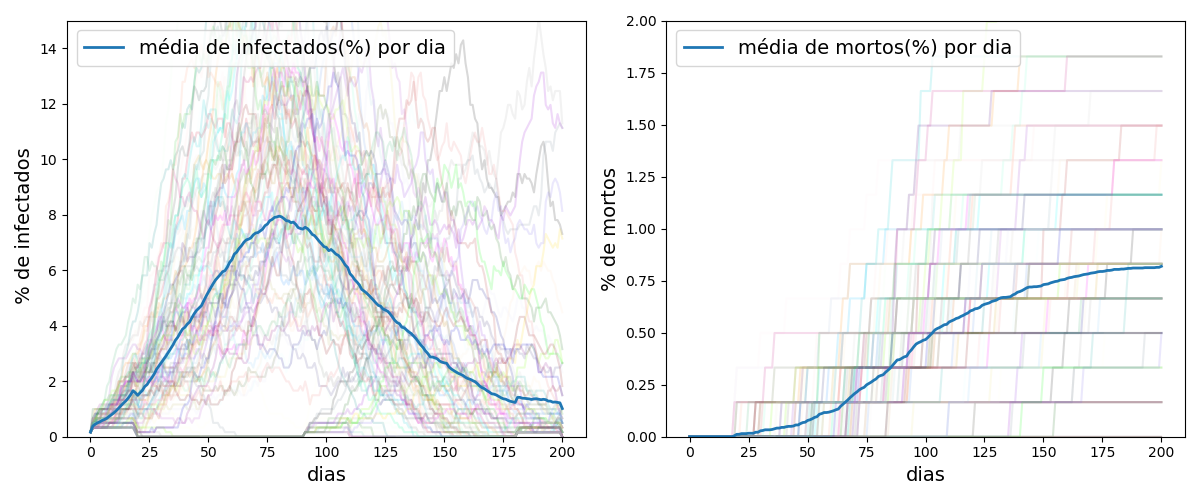 média de infectados(%) por dia
% de infectados
14
12
10
8
6
4
2
0
0 25 50 75 100 125 150 175 200
dias
média de mortos(%) por dia
% de mortos
2.00
1.75
1.50
1.25
1.00
0.75
0.50
0.25
0.00
0 25 50 75 100 125 150 175 200
dias